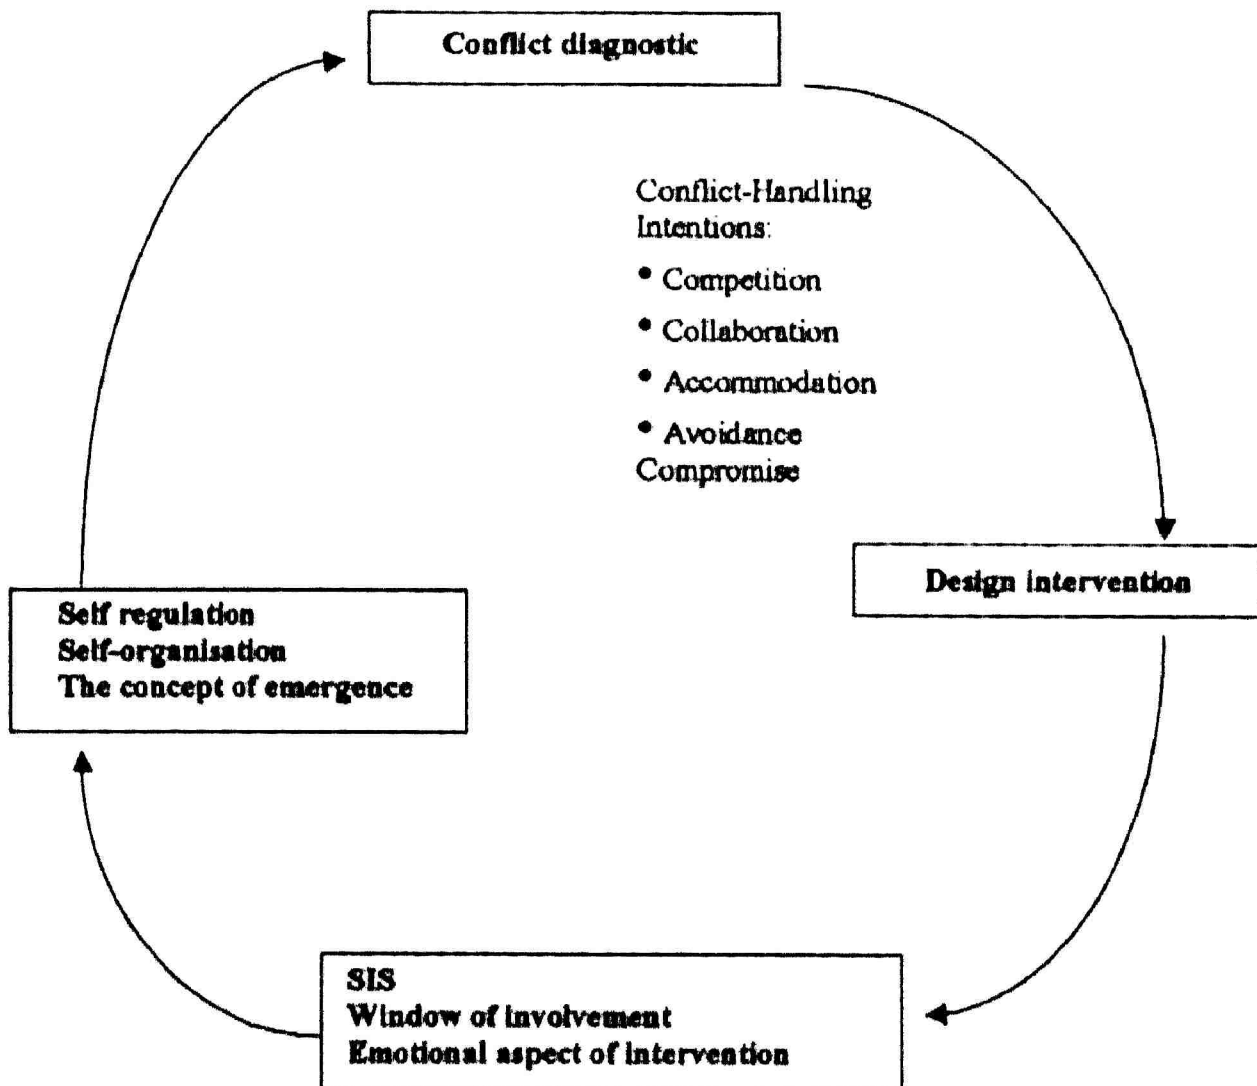 Conflict diagnostic
Conflict-Handling
Intentions:
• Competition
• Collaboration
• Accommodation
• Avoidance
Compromise
Design intervention
Self regulation
Self-organisation
The concept of emergence
SIS
Window of involvement
Emotional aspect of intervention